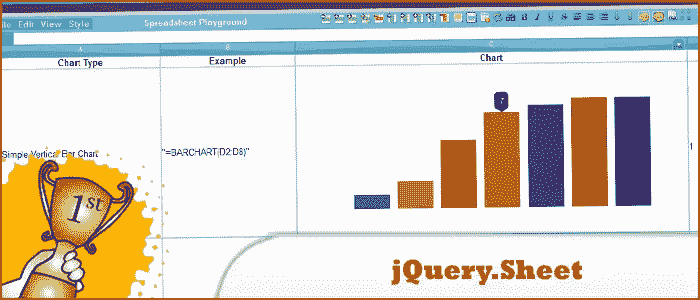 ile Edit View Style Spreadsheet Playground
A B C
Chart Type Example Chart
7
Simple Vertical Bar Chart "=BARCHART(D2:D8)" 1
1st
jQuery.Sheet